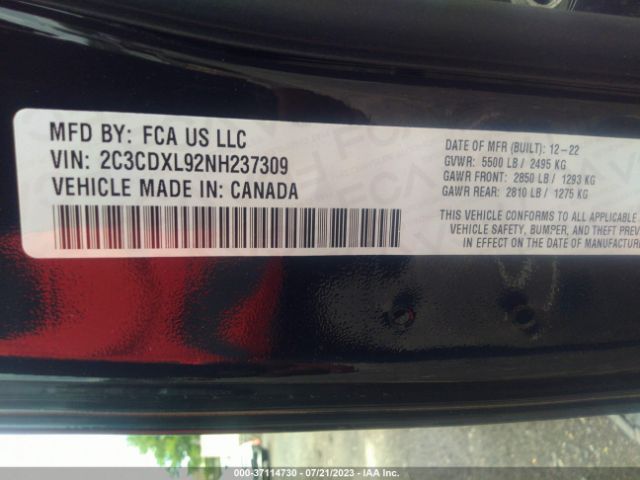 MFD BY: FCA US LLC
VIN: 2C3CDXL92NH237309
VEHICLE MADE IN: CANADA
DATE OF MFR (BUILT): 12-22
GVWR: 5500 LB / 2495 KG
GAWR FRONT: 2850 LB / 1293 KG
GAWR REAR: 2810 LB / 1275 KG
THIS VEHICLE CONFORMS TO ALL APPLICABLE
VEHICLE SAFETY, BUMPER, AND THEFT PREV
IN EFFECT ON THE DATE OF MANUFACTUR
000-37114730 - 07/21/2023 - IAA Inc.